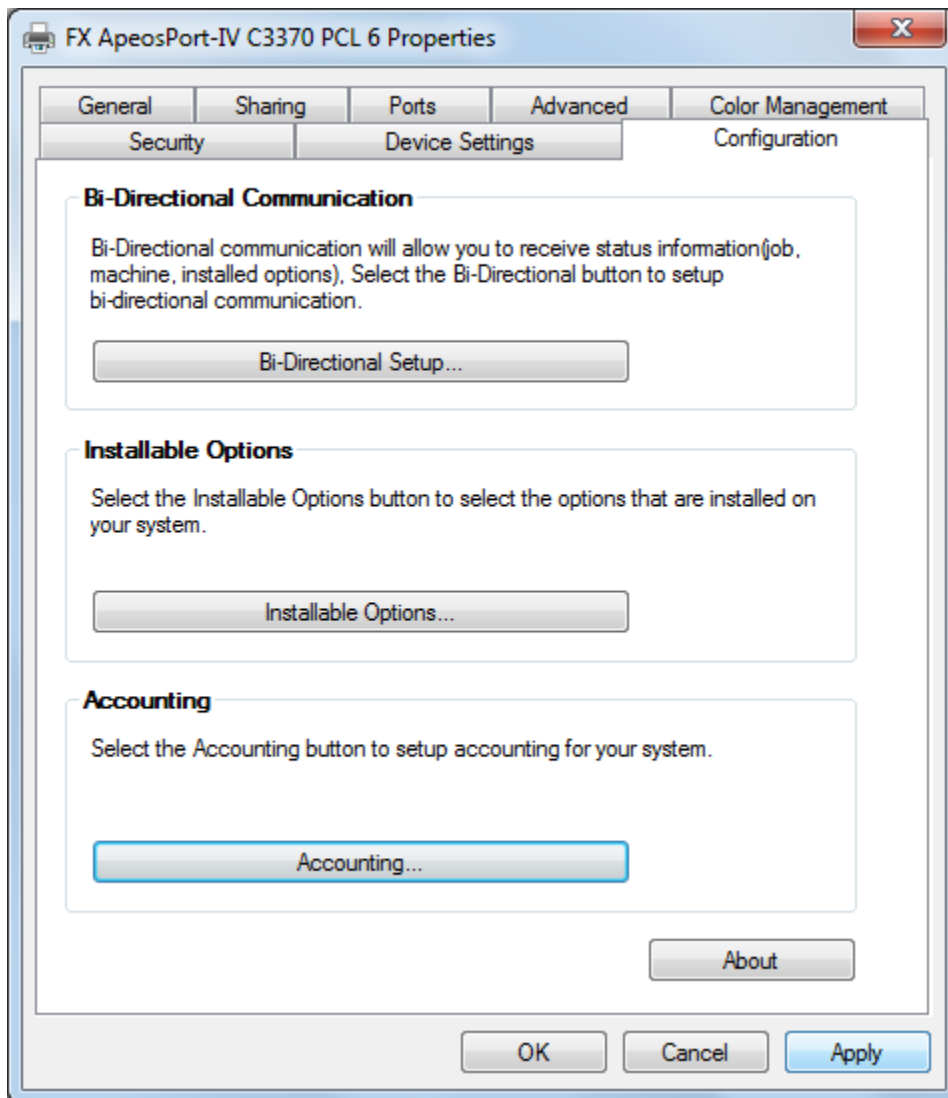 FX ApeosPort-IV C3370 PCL 6 Properties
General Sharing Ports Advanced Color Management
Security Device Settings Configuration
Bi-Directional Communication
Bi-Directional communication will allow you to receive status information(job,
machine, installed options), Select the Bi-Directional button to setup
bi-directional communication.
Bi-Directional Setup...
Installable Options
Select the Installable Options button to select the options that are installed on
your system.
Installable Options...
Accounting
Select the Accounting button to setup accounting for your system.
Accounting...
About
OK Cancel Apply